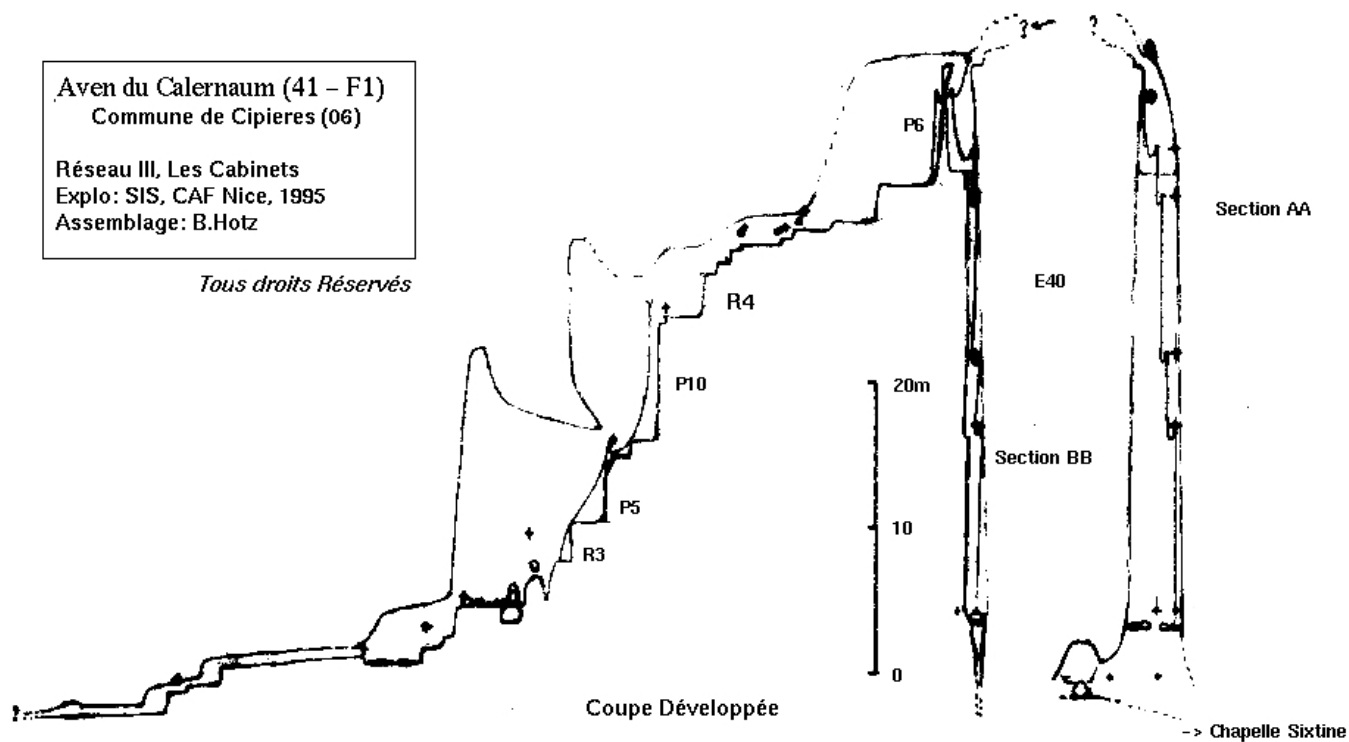 Aven du Calernaum (41 – F1)
Commune de Cipieres (06)
Réseau III, Les Cabinets
Explo: SIS, CAF Nice, 1995
Assemblage: B.Hotz
Tous droits Réservés
?
?
P6
Section AA
E40
R4
20m
P10
Section BB
P5
10
R3
0
Coupe Développée
?
-> Chapelle Sixtine